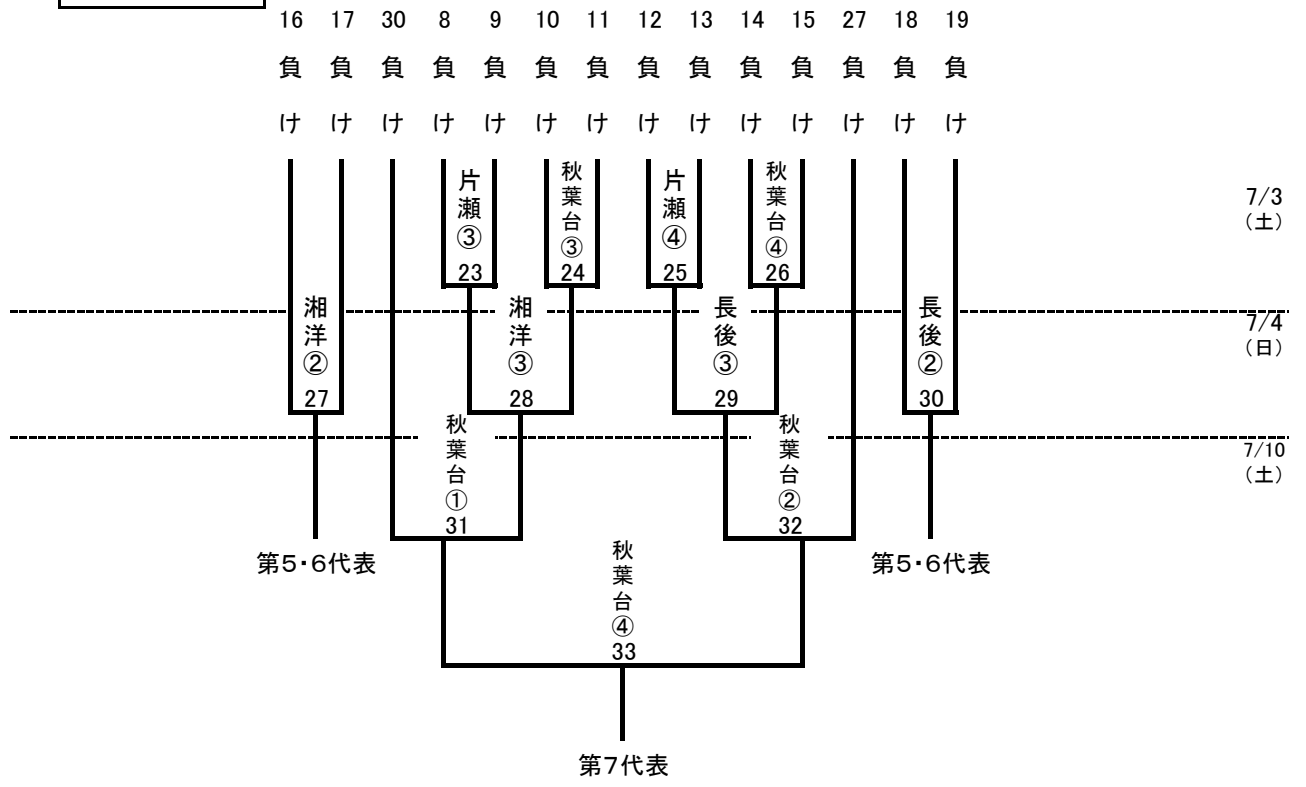 16 17 30 8 9 10 11 12 13 14 15 27 18 19
負 負 負 負 負 負 負 負 負 負 負 負 負 負
け け け け け け け け け け け け け け
片瀬③
23
秋葉台③
24
片瀬④
25
秋葉台④
26
7/3
(土)
湘洋②
27
湘洋③
28
長後③
29
長後②
30
7/4
(日)
秋葉台①
31
秋葉台②
32
7/10
(土)
第5・6代表
第5・6代表
秋葉台④
33
第7代表